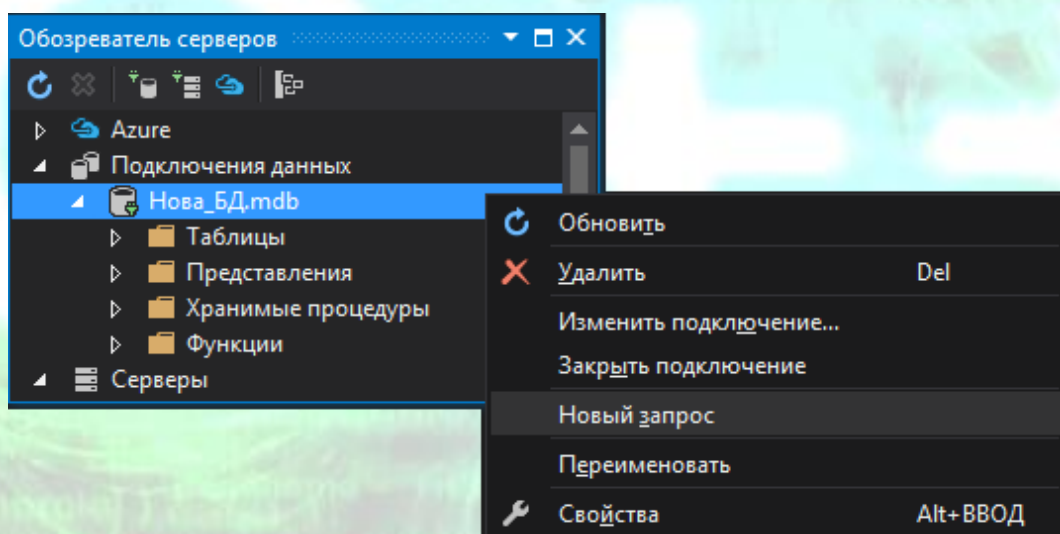 Обозреватель серверов
Azure
Подключения данных
Нова_БД.mdb
Таблицы
Представления
Хранимые процедуры
Функции
Серверы
Обновить
Удалить Del
Изменить подключение...
Закрыть подключение
Новый запрос
Переименовать
Свойства Alt+ВВОД